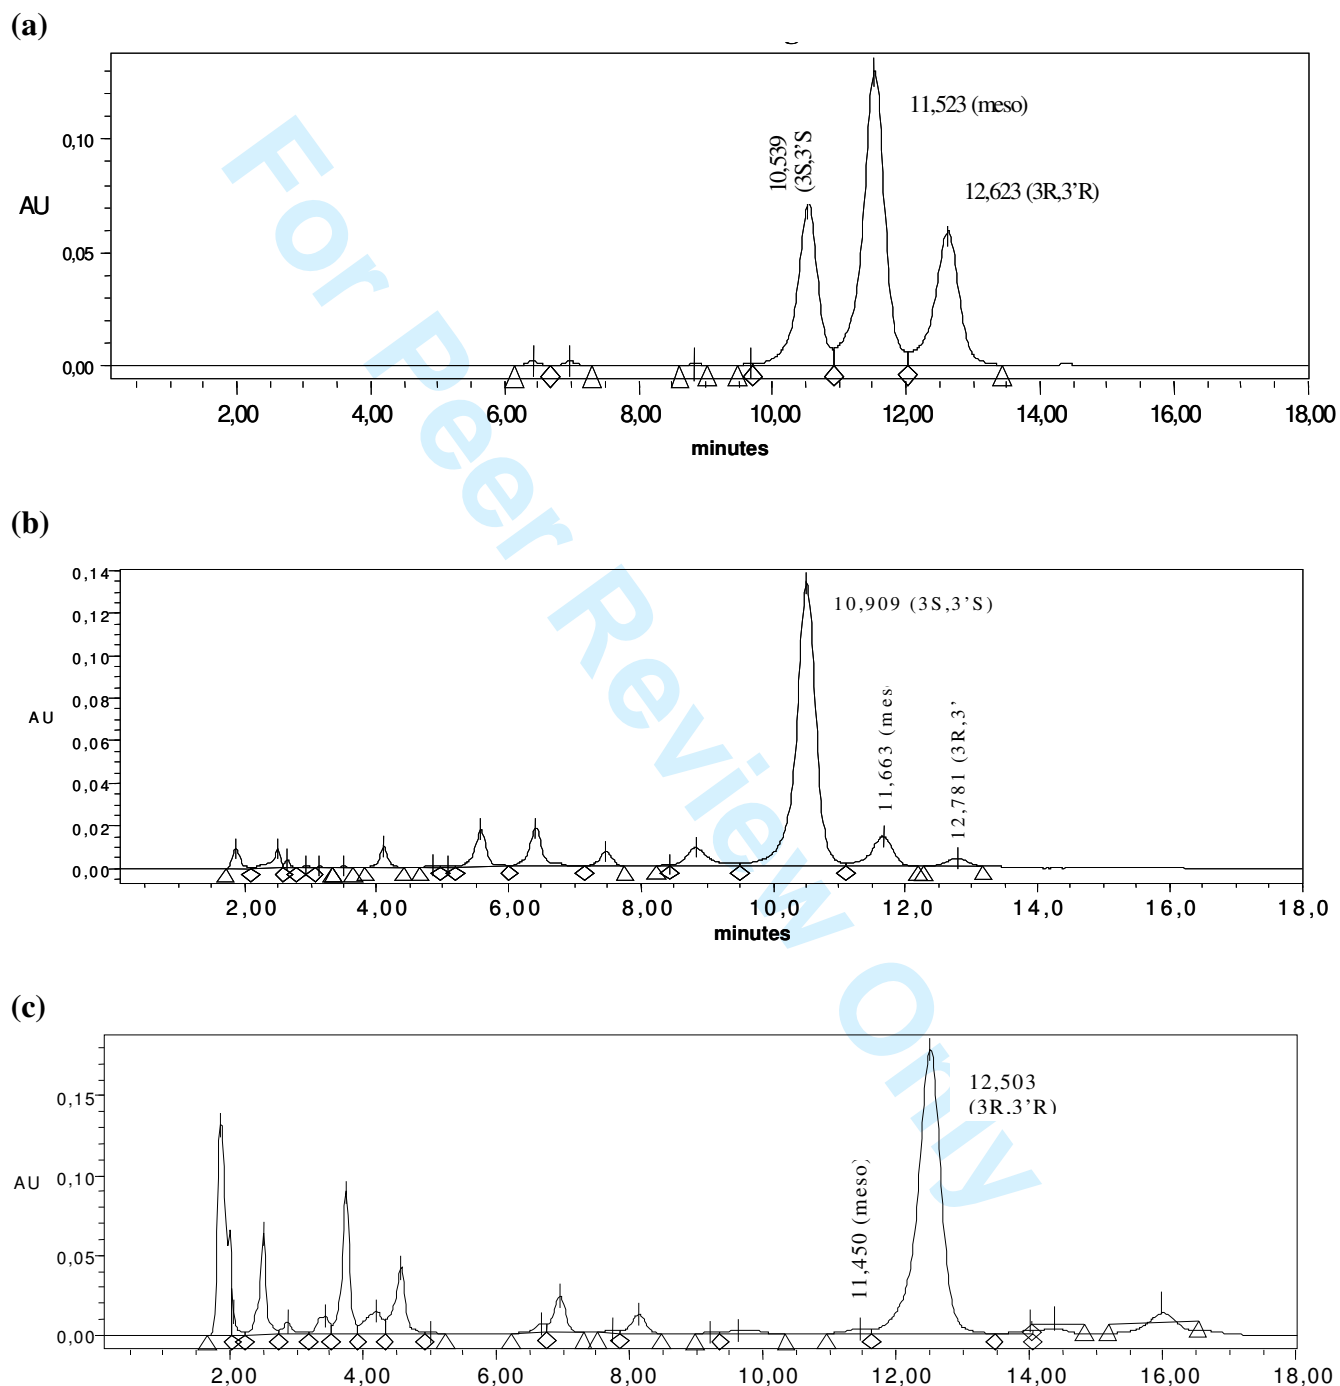 (a)
11,523 (meso)
10,539
(3S,3'S
12,623 (3R,3'R)
0,10
AU
0,05
0,00
2,00 4,00 6,00 8,00 10,00 12,00 14,00 16,00 18,00
minutes
(b)
0,14
10,909 (3S,3'S)
0,12
0,10
0,08
11,663 (mes
12,781 (3R,3'
AU
0,06
0,04
0,02
0,00
2,00 4,00 6,00 8,00 10,0 12,0 14,0 16,0 18,0
minutes
(c)
12,503
(3R,3'R)
0,15
11,450 (meso)
AU
0,10
0,05
0,00
2,00 4,00 6,00 8,00 10,00 12,00 14,00 16,00 18,00
For Peer Review Only